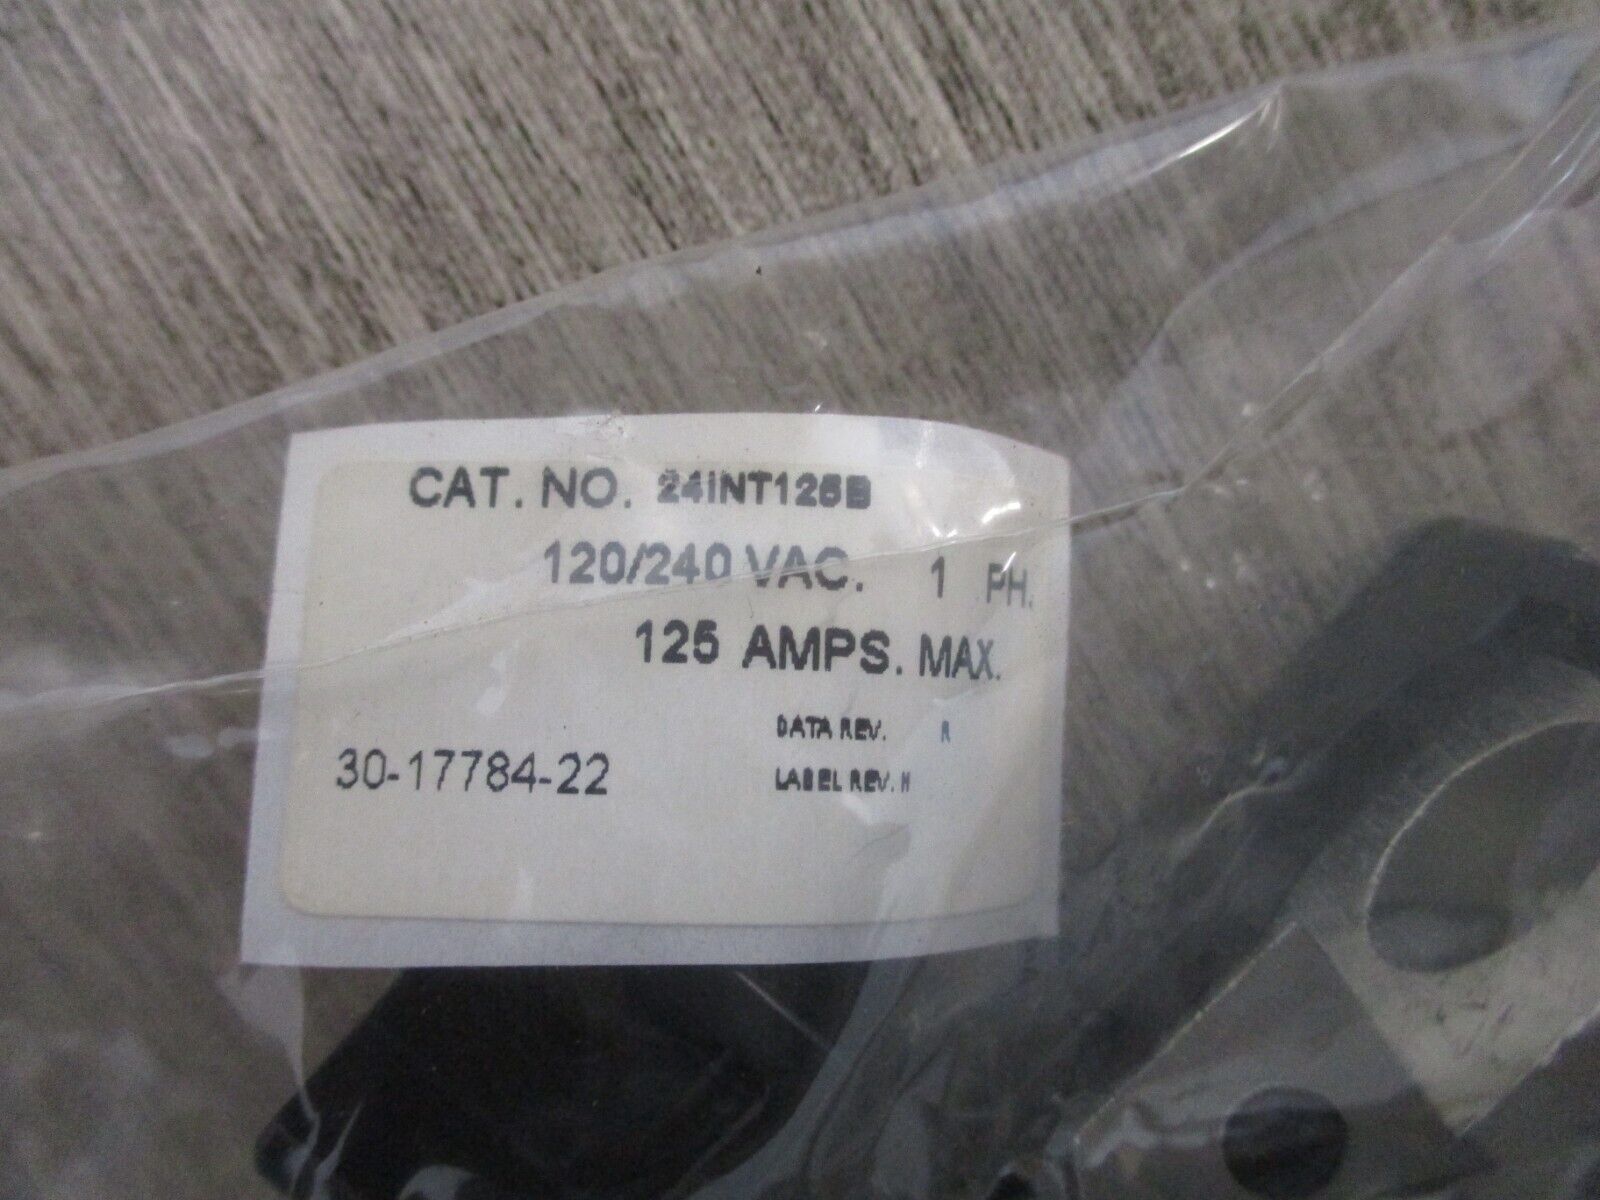 CAT. NO. 24INT125B
120/240 VAC. 1 PH.
125 AMPS. MAX.
DATA REV. R
30-17784-22
LABEL REV. H